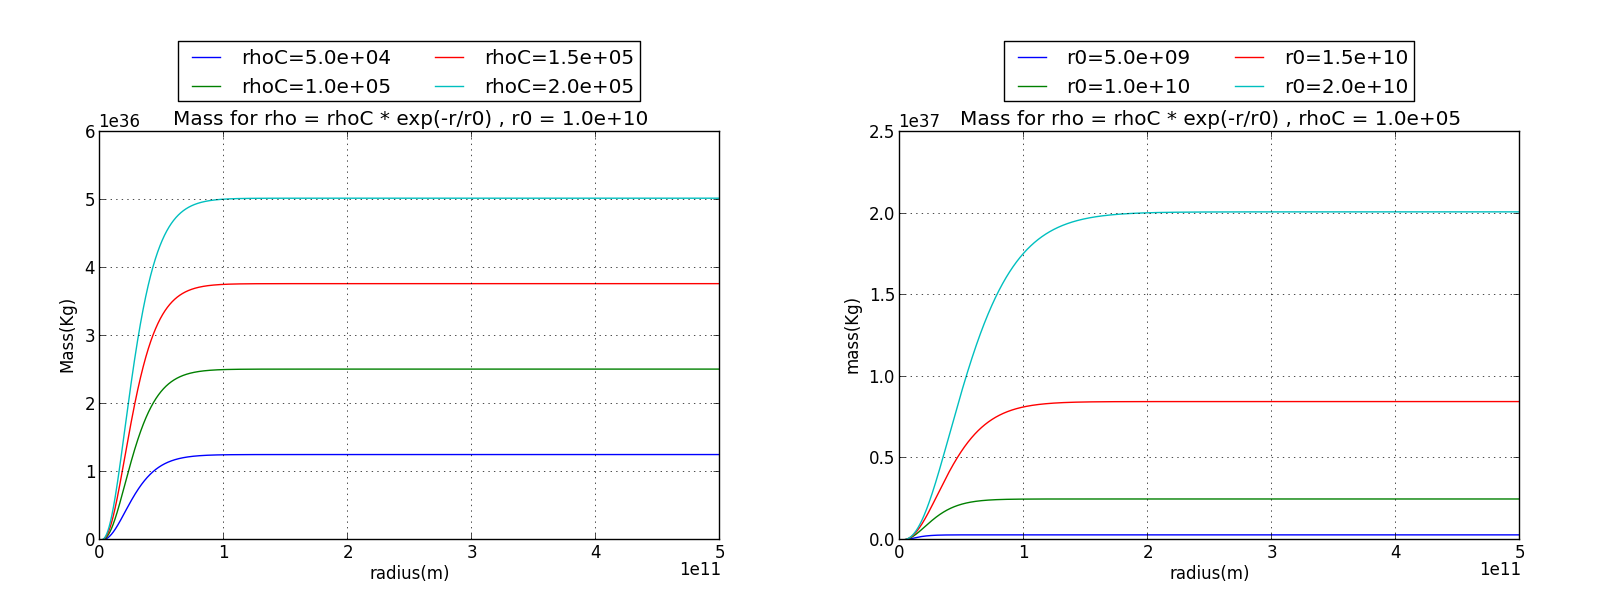 rhoC=5.0e+04 rhoC=1.5e+05
rhoC=1.0e+05 rhoC=2.0e+05
Mass for rho = rhoC * exp(-r/r0) , r0 = 1.0e+10
1e36
6
5
4
3
2
1
0
Mass(Kg)
0 1 2 3 4 5
1e11
radius(m)
r0=5.0e+09 r0=1.5e+10
r0=1.0e+10 r0=2.0e+10
Mass for rho = rhoC * exp(-r/r0) , rhoC = 1.0e+05
1e37
2.5
2.0
1.5
1.0
0.5
0.0
mass(Kg)
0 1 2 3 4 5
1e11
radius(m)